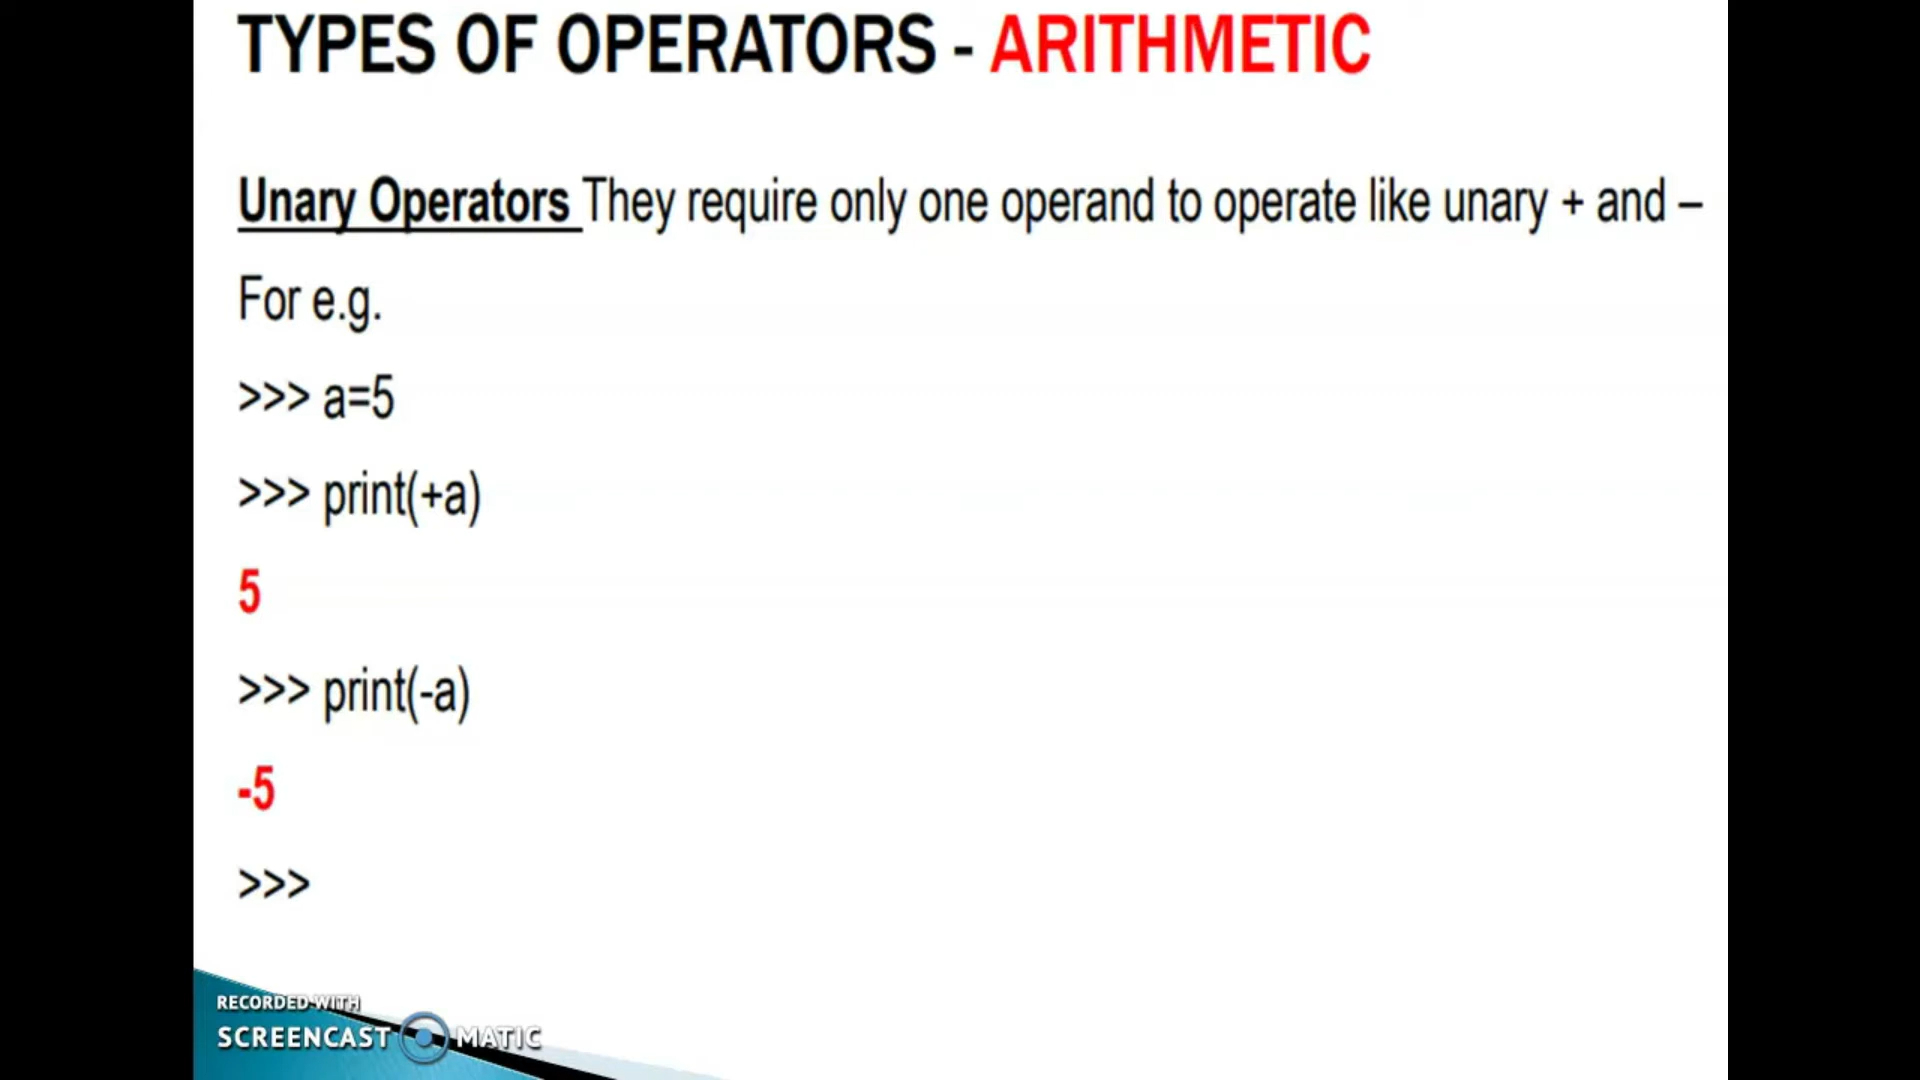 TYPES OF OPERATORS - ARITHMETIC
Unary Operators They require only one operand to operate like unary + and –
For e.g.
>>> a=5
>>> print(+a)
5
>>> print(-a)
-5
>>>
RECORDED WITH
SCREENCAST MATIC